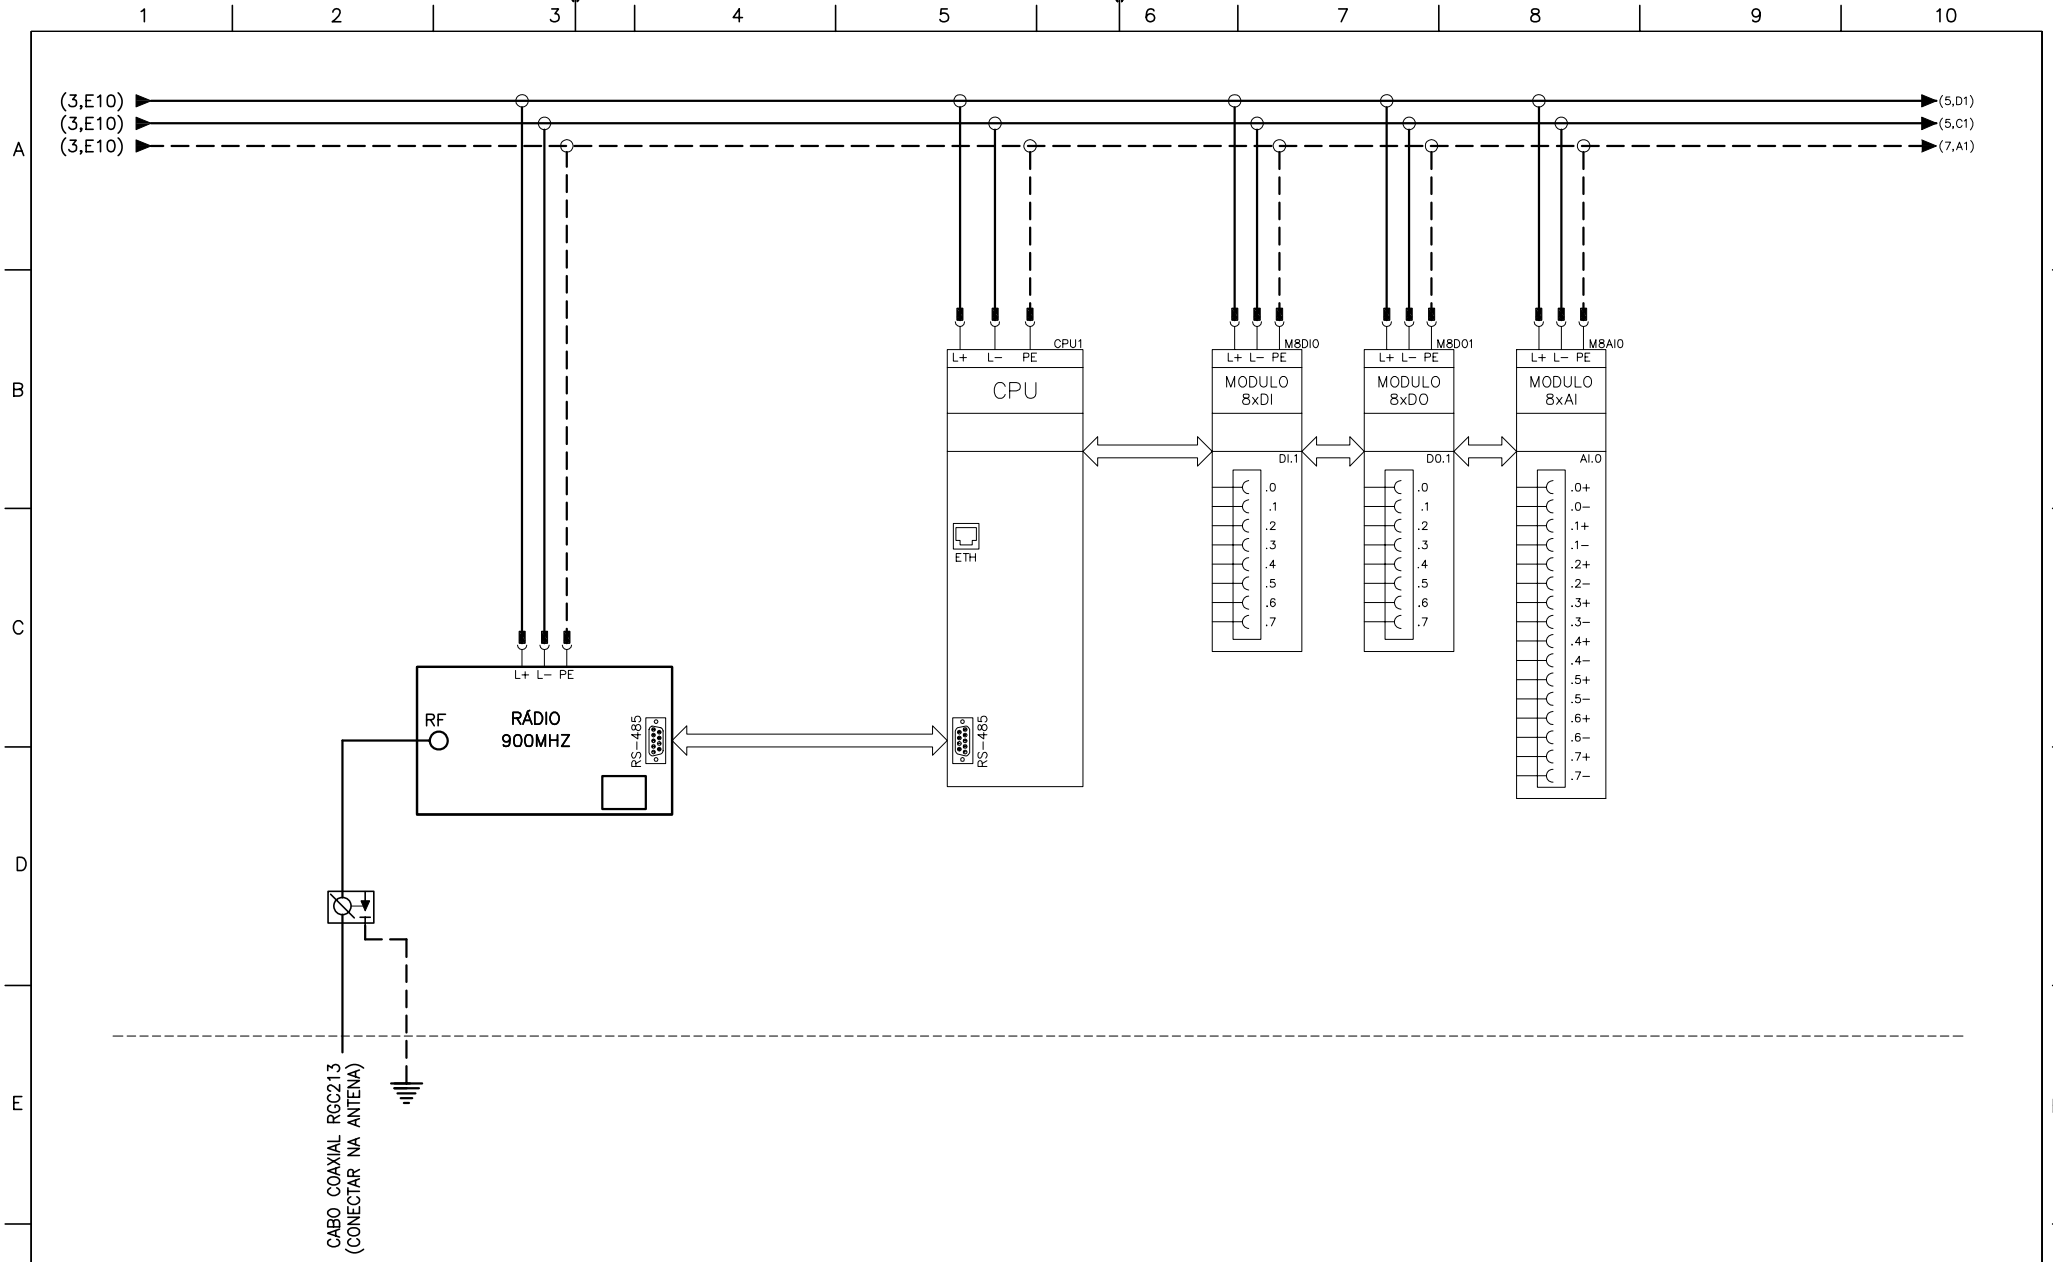 1 2 3 4 5 6 7 8 9 10
(3,E10) (5,D1)
(3,E10) (5,C1)
(3,E10) (7,A1)
A
B
C
D
E
CPU1
L+ L- PE
CPU
ETH
RS-485
M8DI0
L+ L- PE
MODULO
8xDI
DI.1
.0
.1
.2
.3
.4
.5
.6
.7
M8DO1
L+ L- PE
MODULO
8xDO
DO.1
.0
.1
.2
.3
.4
.5
.6
.7
M8AI0
L+ L- PE
MODULO
8xAI
AI.0
.0+
.0-
.1+
.1-
.2+
.2-
.3+
.3-
.4+
.4-
.5+
.5-
.6+
.6-
.7+
.7-
L+ L- PE
RF
RÁDIO
900MHZ
RS-485
CABO COAXIAL RGC213
(CONECTAR NA ANTENA)